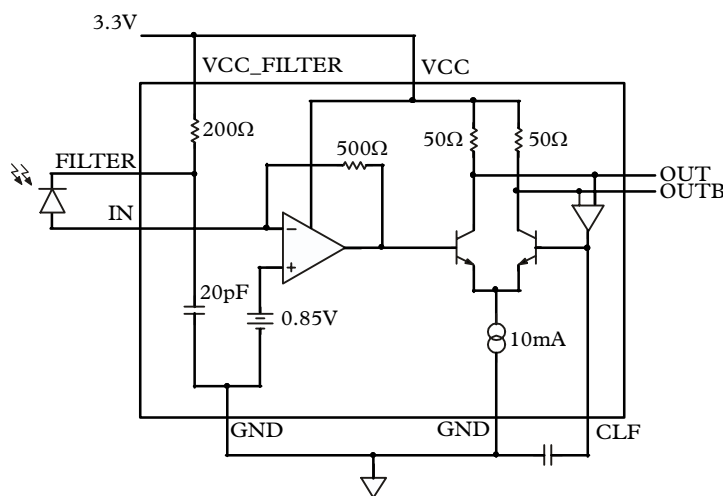 3.3V
VCC_FILTER
VCC
200Ω
500Ω
50Ω
50Ω
FILTER
OUT
OUTB
IN
−
+
20pF
0.85V
10mA
GND
GND
CLF